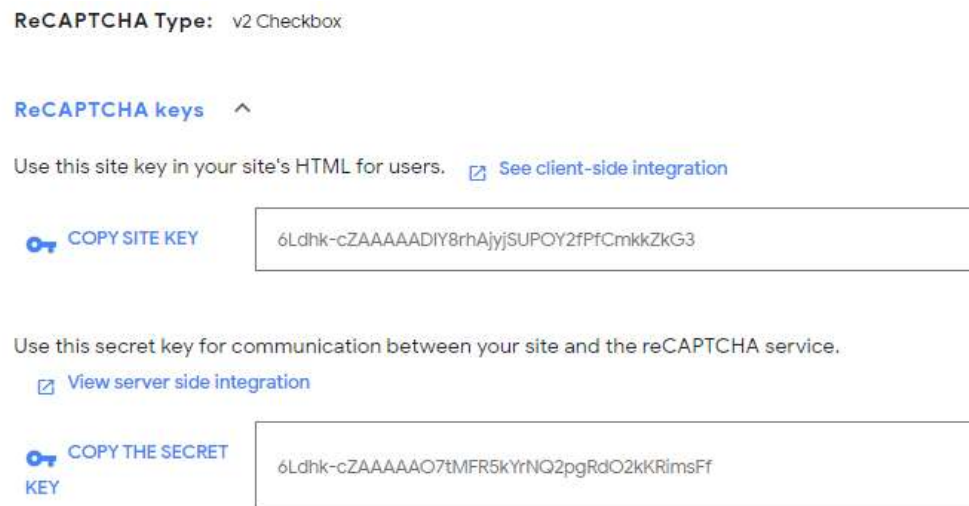 ReCAPTCHA Type: v2 Checkbox
ReCAPTCHA keys
Use this site key in your site's HTML for users. See client-side integration
COPY SITE KEY
6Ldhk-cZAAAAADIY8rhAjyjSUPOY2fPfCmkkZkG3
Use this secret key for communication between your site and the reCAPTCHA service.
View server side integration
COPY THE SECRET
KEY
6Ldhk-cZAAAAAO7tMFR5kYrNQ2pgRdO2kKRimsFf